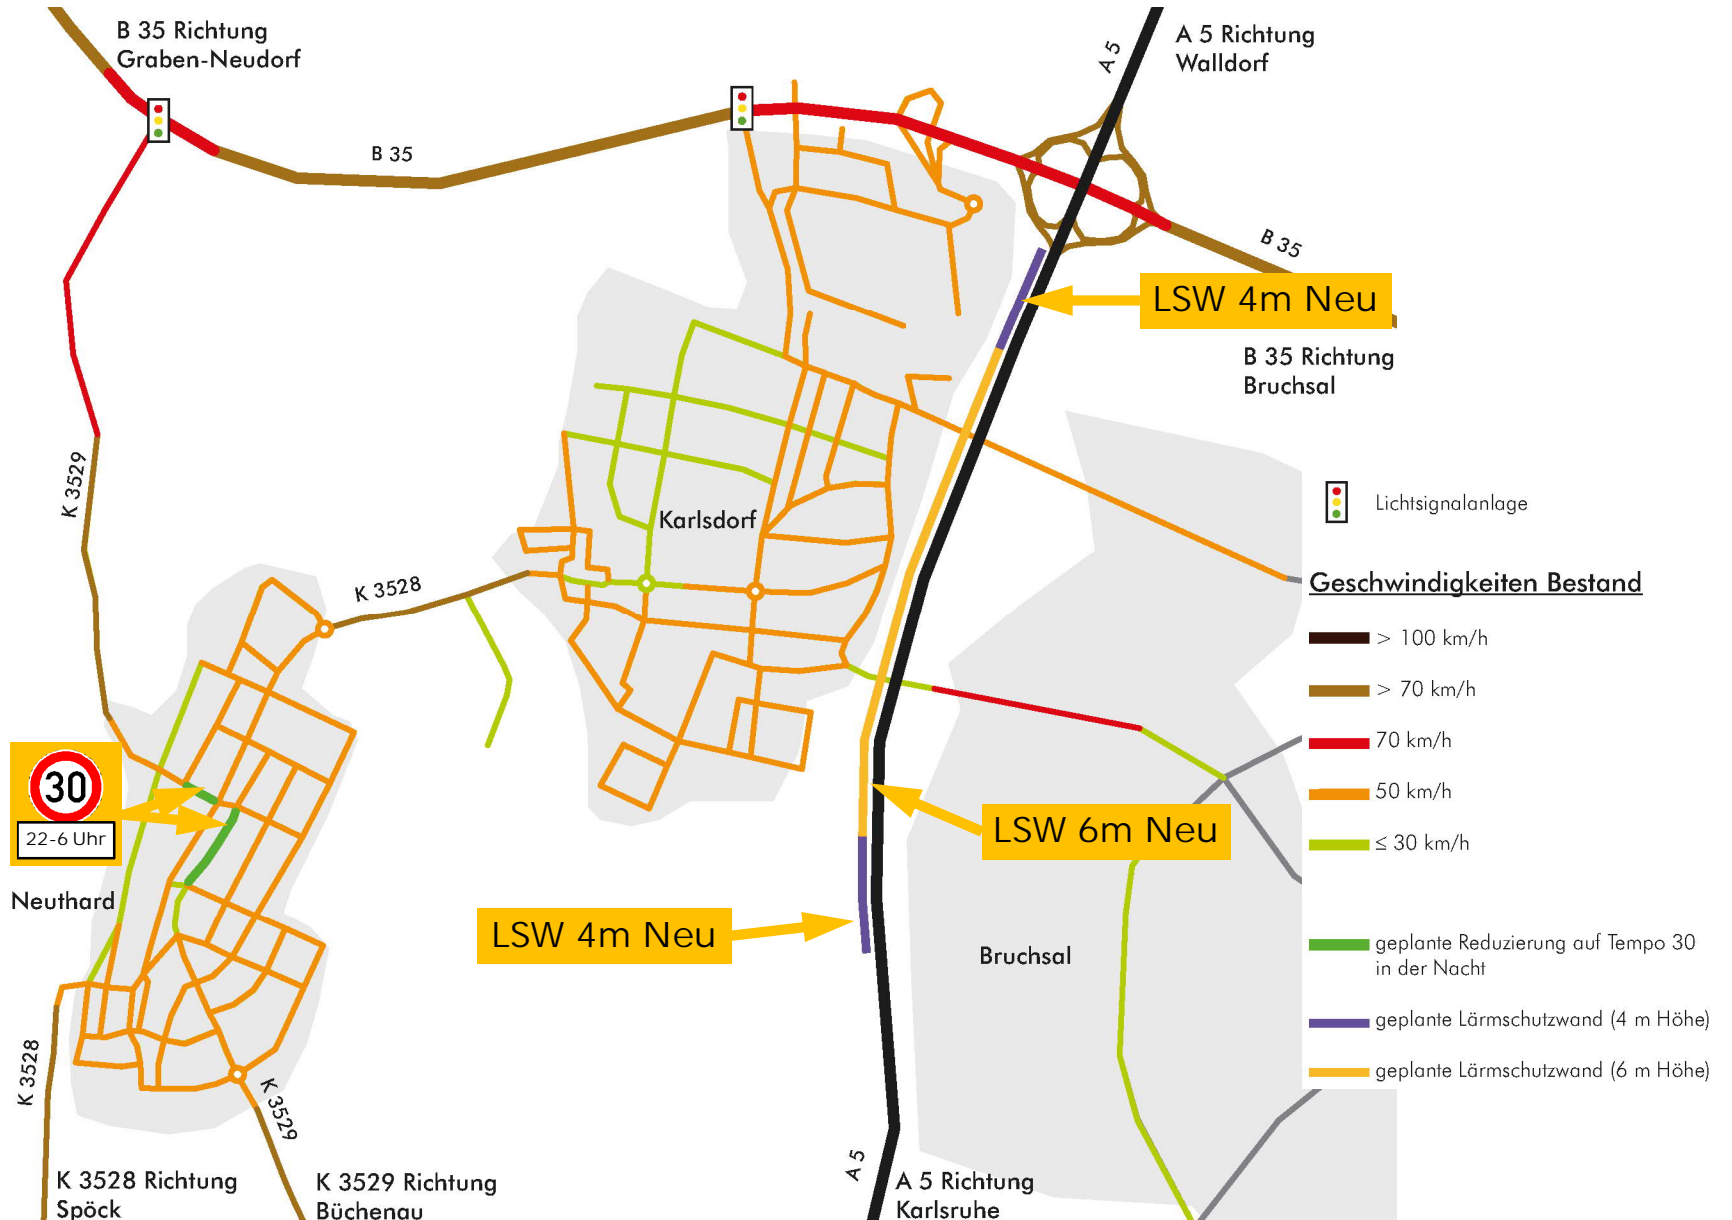 B 35 Richtung
Graben-Neudorf
A 5
A 5 Richtung
Walldorf
B 35
B 35
LSW 4m Neu
B 35 Richtung
Bruchsal
K 3529
Karlsdorf
K 3528
30
22-6 Uhr
Neuthard
LSW 6m Neu
LSW 4m Neu
Bruchsal
K 3528
K 3529
A 5
K 3528 Richtung
Spöck
K 3529 Richtung
Büchenau
A 5 Richtung
Karlsruhe
Lichtsignalanlage
Geschwindigkeiten Bestand
> 100 km/h
> 70 km/h
70 km/h
50 km/h
≤ 30 km/h
geplante Reduzierung auf Tempo 30
in der Nacht
geplante Lärmschutzwand (4 m Höhe)
geplante Lärmschutzwand (6 m Höhe)